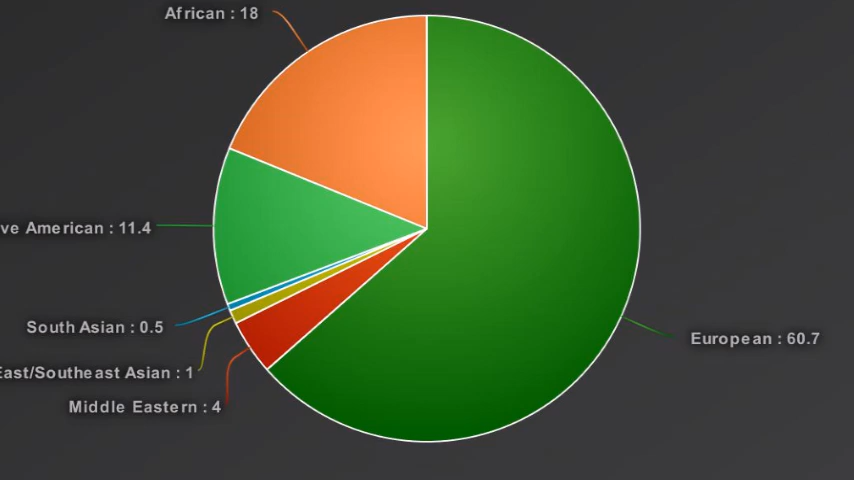 African : 18
ve American : 11.4
South Asian : 0.5
East/Southeast Asian : 1
Middle Eastern : 4
European : 60.7